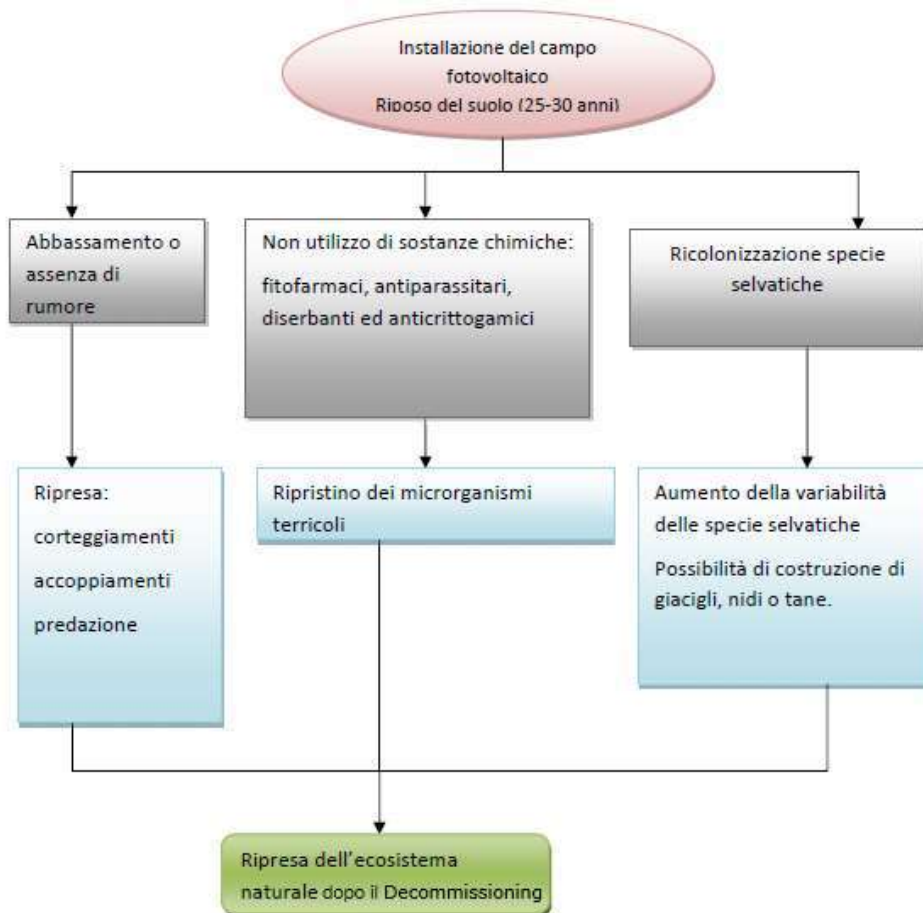 Installazione del campo
fotovoltaico
Riposo del suolo (25-30 anni)
Abbassamento o
assenza di
rumore
Non utilizzo di sostanze chimiche:
fitofarmaci, antiparassitari,
diserbanti ed anticrittogamici
Ricolonizzazione specie
selvatiche
Ripresa:
corteggiamenti
accoppiamenti
predazione
Ripristino dei microrganismi
terricoli
Aumento della variabilità
delle specie selvatiche
Possibilità di costruzione di
giacigli, nidi o tane.
Ripresa dell'ecosistema
naturale dopo il Decommissioning